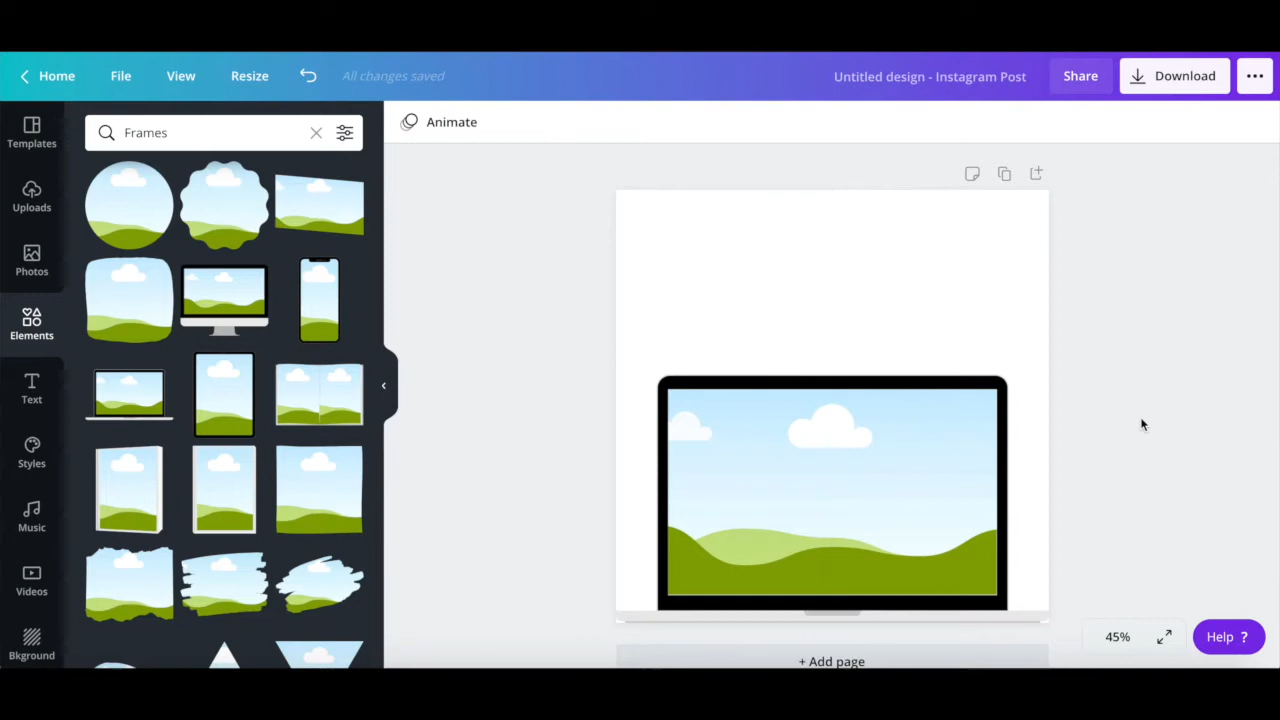 Home
File
View
Resize
All changes saved
Untitled design - Instagram Post
Share
Download
Templates
Uploads
Photos
Elements
Text
Styles
Music
Videos
Bkground
Frames
Animate
+ Add page
45%
Help ?